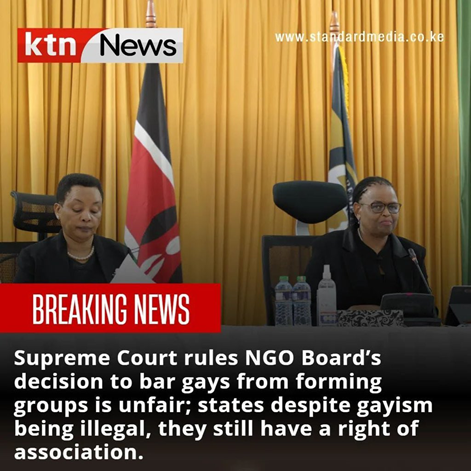 ktn News
www.standardmedia.co.ke
BREAKING NEWS
Supreme Court rules NGO Board's
decision to bar gays from forming
groups is unfair; states despite gayism
being illegal, they still have a right of
association.